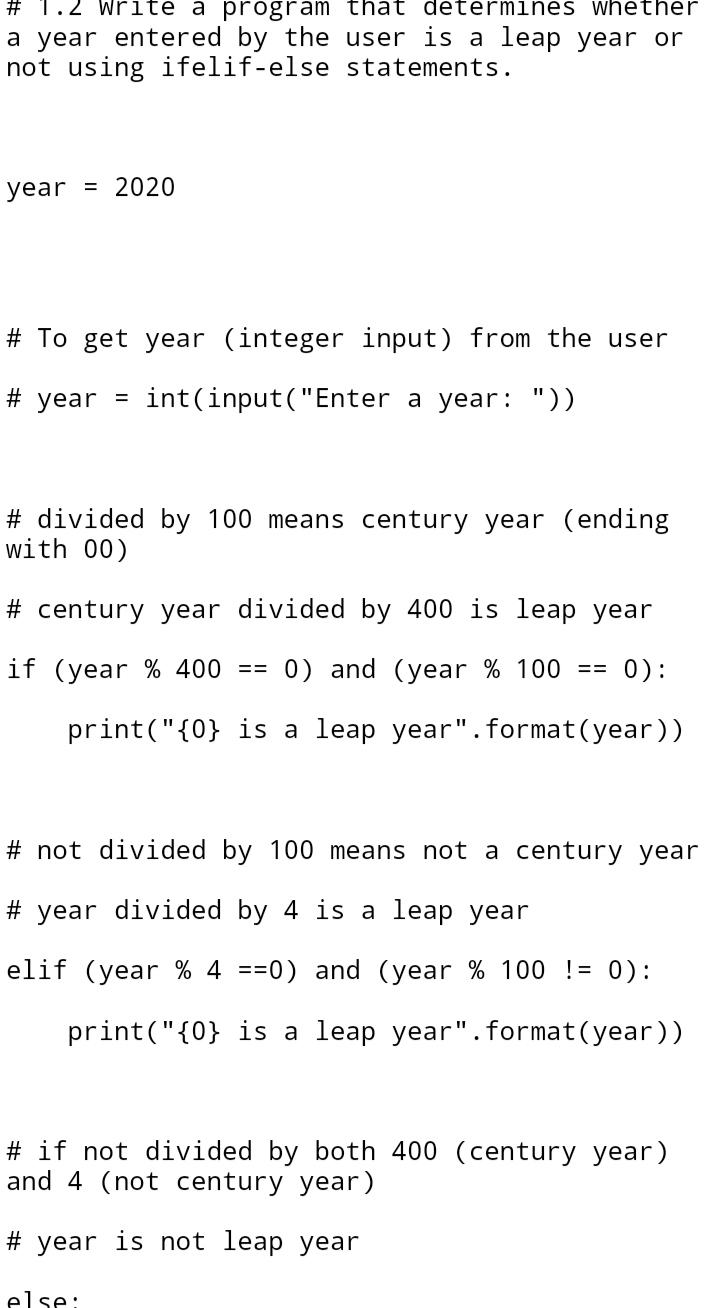 # 1.2 Write a program that determines whether
a year entered by the user is a leap year or
not using ifelif-else statements.
year = 2020
# To get year (integer input) from the user
# year = int(input("Enter a year: "))
# divided by 100 means century year (ending
with 00)
# century year divided by 400 is leap year
if (year % 400 == 0) and (year % 100 == 0):
    print("{0} is a leap year".format(year))
# not divided by 100 means not a century year
# year divided by 4 is a leap year
elif (year % 4 ==0) and (year % 100 != 0):
    print("{0} is a leap year".format(year))
# if not divided by both 400 (century year)
and 4 (not century year)
# year is not leap year
else: